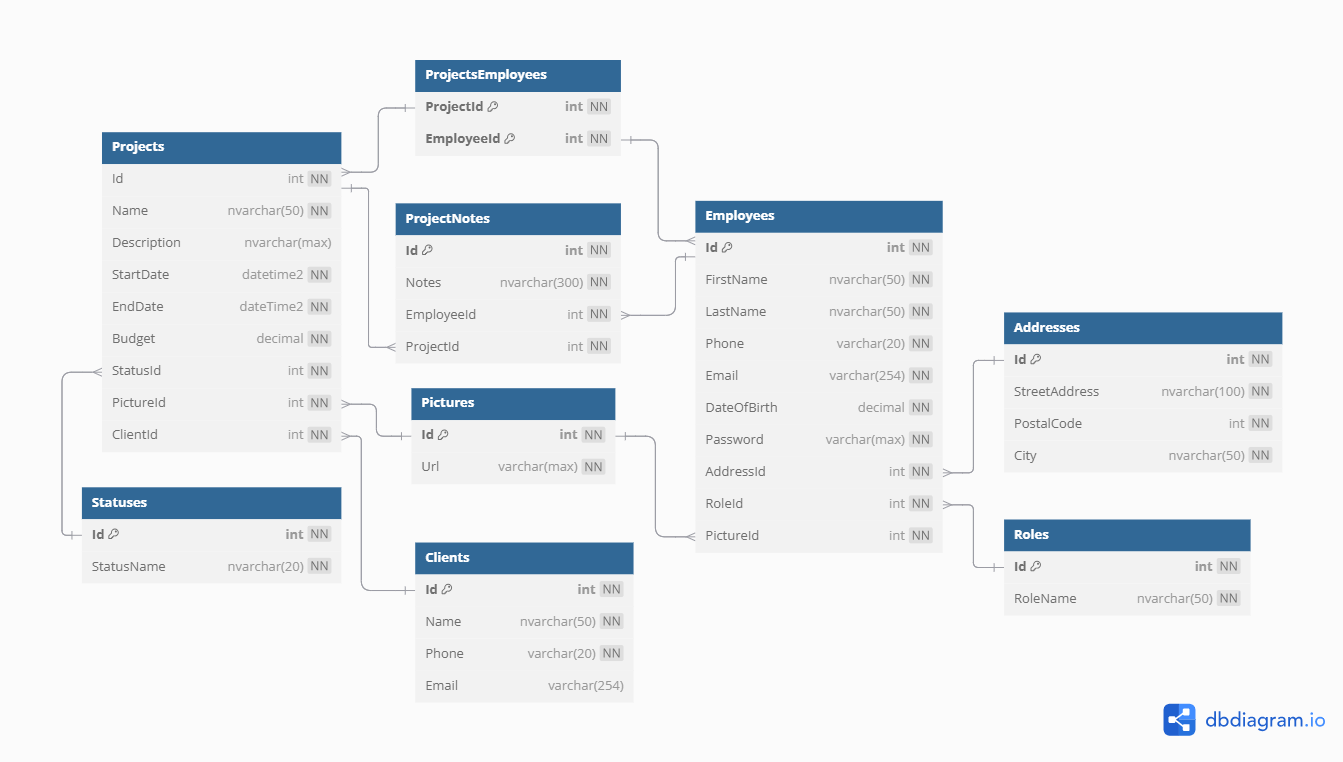 ProjectsEmployees
ProjectId int NN
EmployeeId int NN
Projects
Id int NN
Name nvarchar(50) NN
Description nvarchar(max)
StartDate datetime2 NN
EndDate dateTime2 NN
Budget decimal NN
StatusId int NN
PictureId int NN
ClientId int NN
ProjectNotes
Id int NN
Notes nvarchar(300) NN
EmployeeId int NN
ProjectId int NN
Employees
Id int NN
FirstName nvarchar(50) NN
LastName nvarchar(50) NN
Phone varchar(20) NN
Email varchar(254) NN
DateOfBirth decimal NN
Password varchar(max) NN
AddressId int NN
RoleId int NN
PictureId int NN
Addresses
Id int NN
StreetAddress nvarchar(100) NN
PostalCode int NN
City nvarchar(50) NN
Pictures
Id int NN
Url varchar(max) NN
Statuses
Id int NN
StatusName nvarchar(20) NN
Clients
Id int NN
Name nvarchar(50) NN
Phone varchar(20) NN
Email varchar(254)
Roles
Id int NN
RoleName nvarchar(50) NN
dbdiagram.io